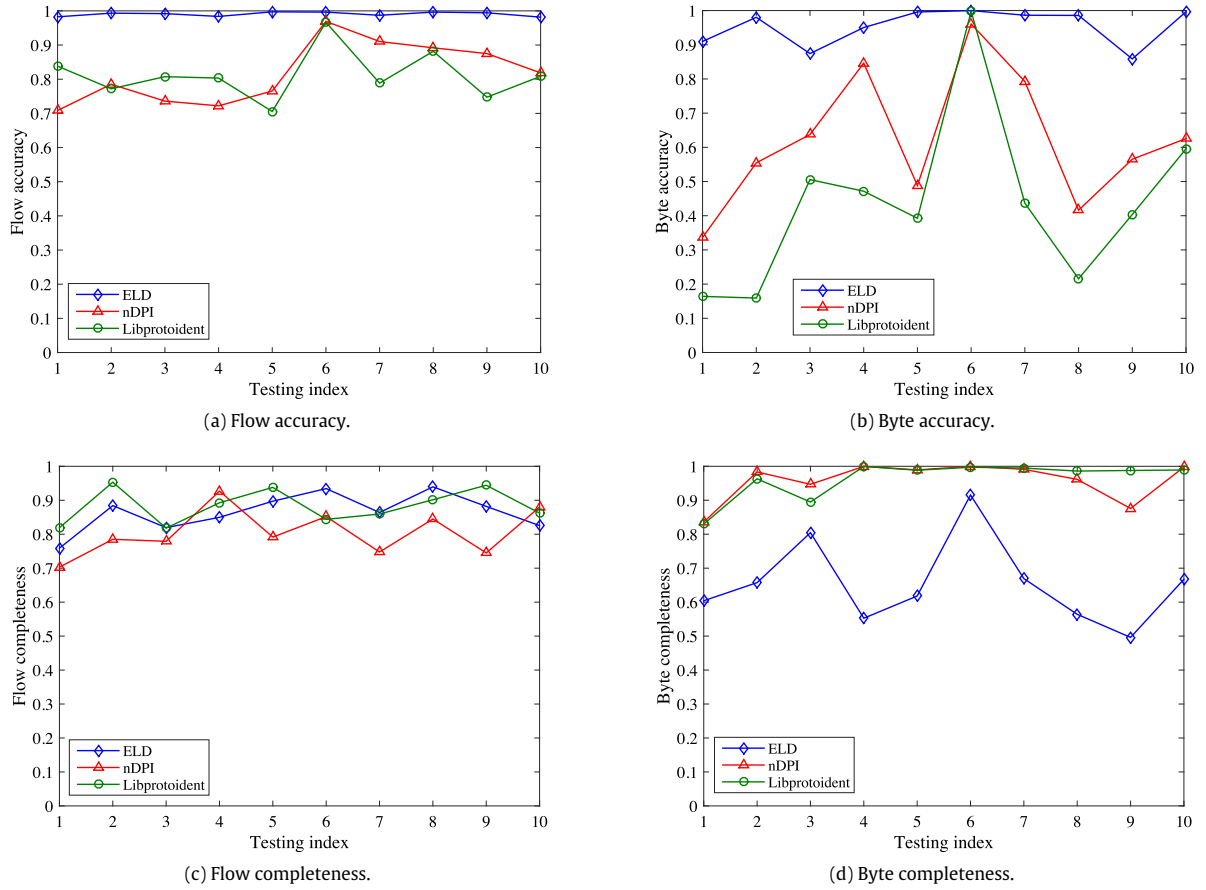 1
0.9
0.8
0.7
0.6
0.5
0.4
0.3
0.2
0.1
0
Flow accuracy
ELD
nDPI
Libprotoident
1 2 3 4 5 6 7 8 9 10
Testing index
(a) Flow accuracy.
1
0.9
0.8
0.7
0.6
0.5
0.4
0.3
0.2
0.1
0
Byte accuracy
ELD
nDPI
Libprotoident
1 2 3 4 5 6 7 8 9 10
Testing index
(b) Byte accuracy.
1
0.9
0.8
0.7
0.6
0.5
0.4
0.3
0.2
0.1
0
Flow completeness
ELD
nDPI
Libprotoident
1 2 3 4 5 6 7 8 9 10
Testing index
(c) Flow completeness.
1
0.9
0.8
0.7
0.6
0.5
0.4
0.3
0.2
0.1
0
Byte completeness
ELD
nDPI
Libprotoident
1 2 3 4 5 6 7 8 9 10
Testing index
(d) Byte completeness.